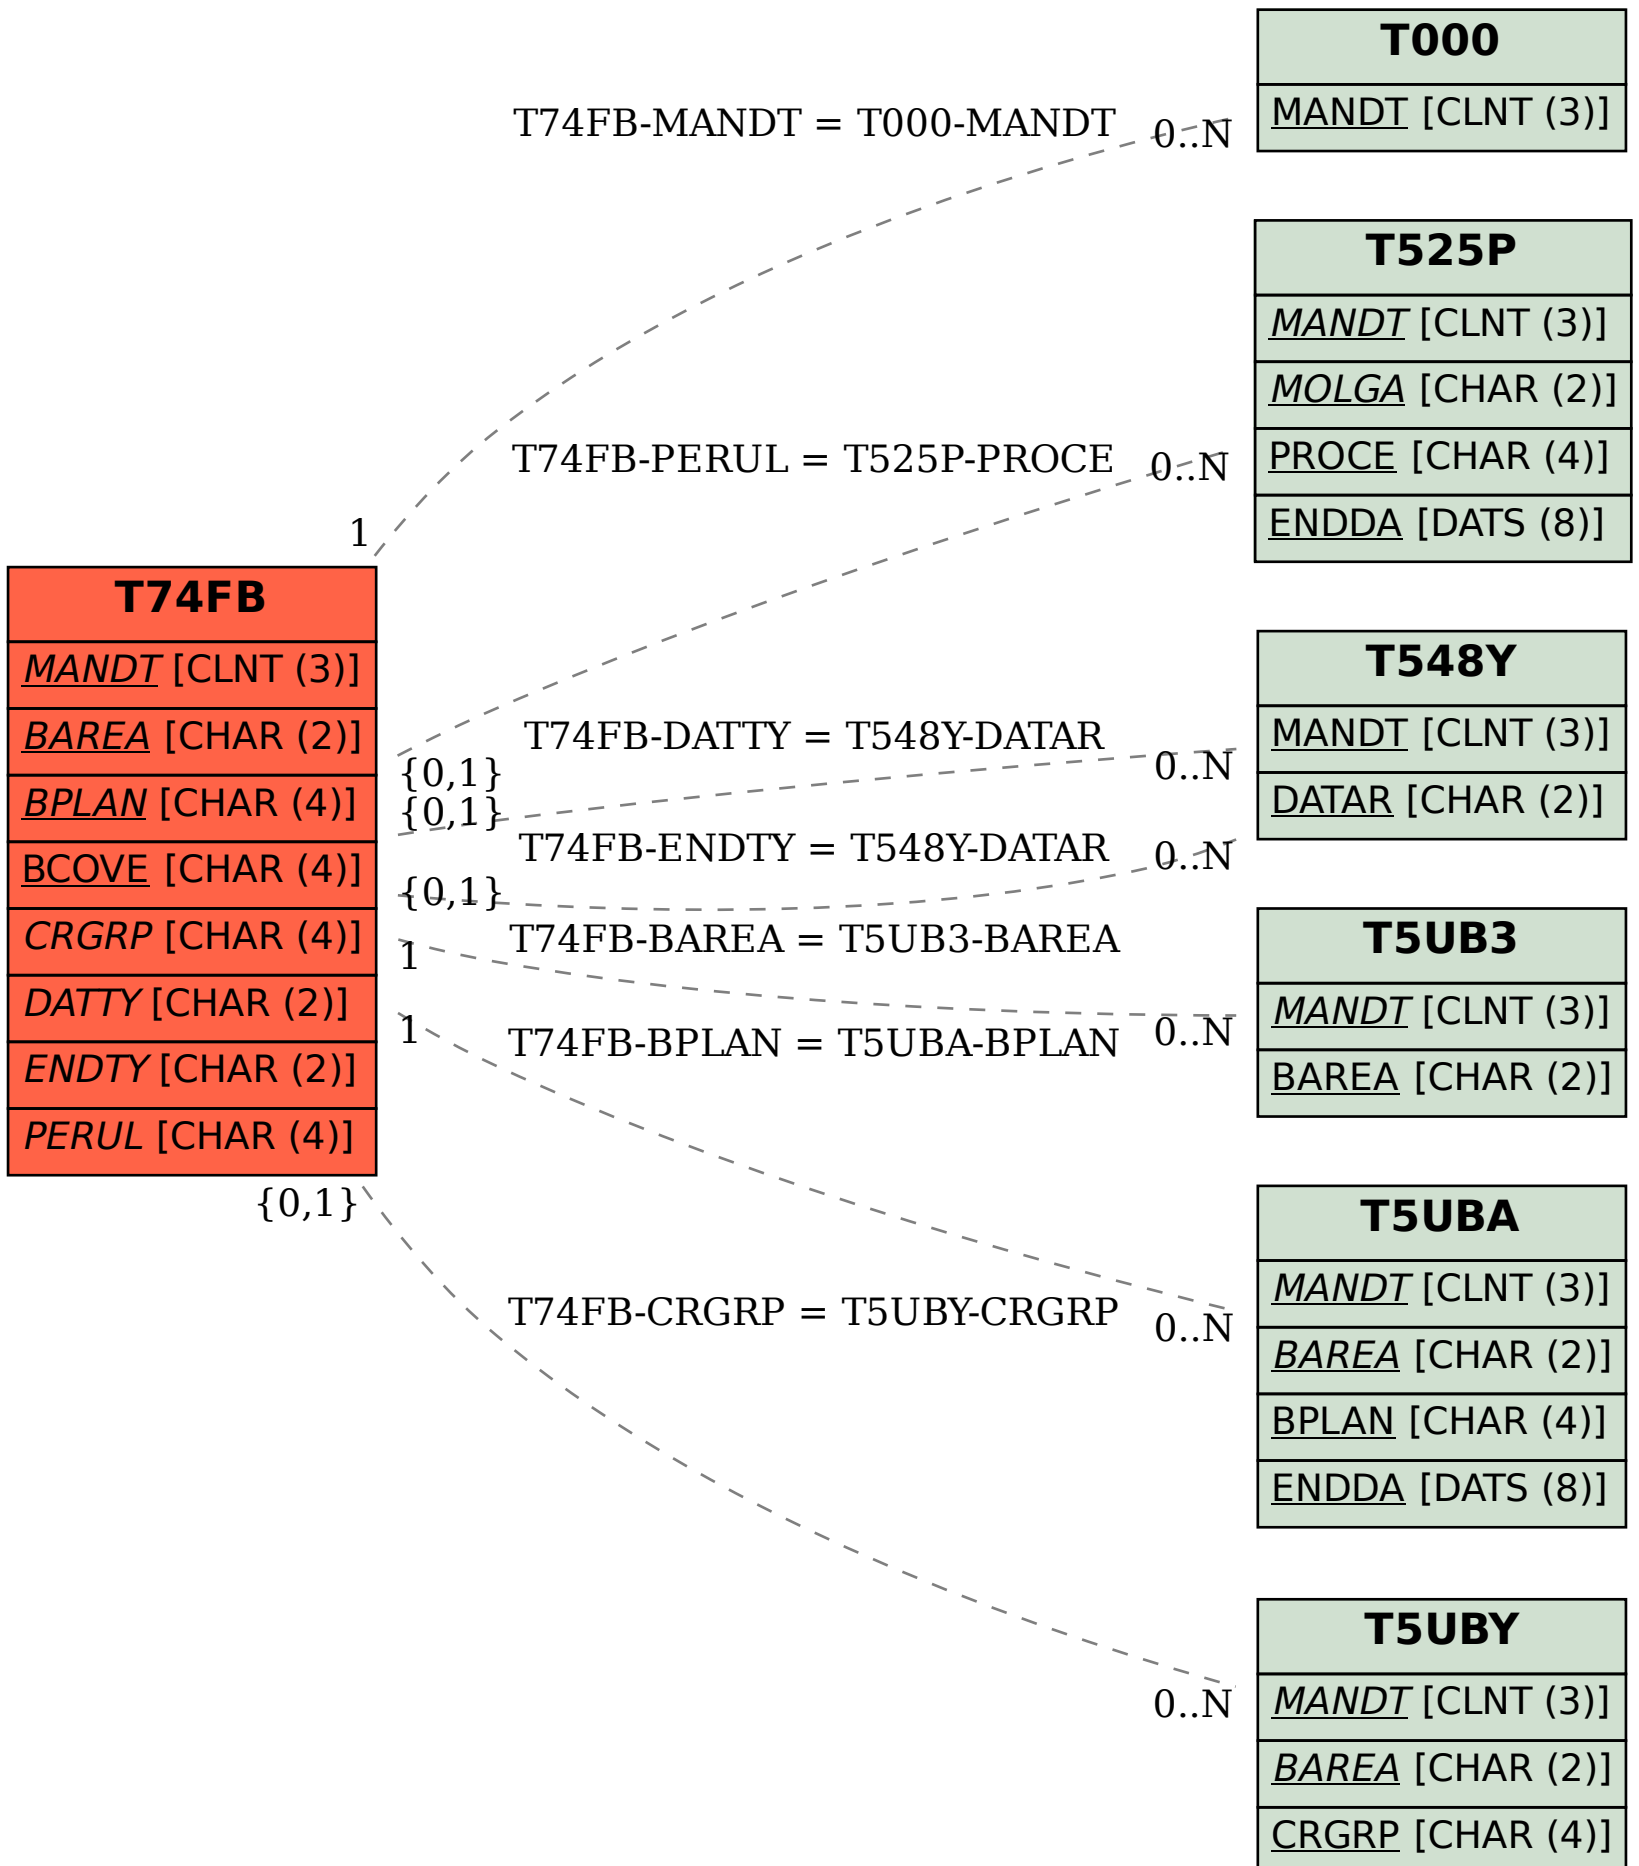 T74FB
MANDT [CLNT (3)]
BAREA [CHAR (2)]
BPLAN [CHAR (4)]
BCOVE [CHAR (4)]
CRGRP [CHAR (4)]
DATTY [CHAR (2)]
ENDTY [CHAR (2)]
PERUL [CHAR (4)]
T74FB-MANDT = T000-MANDT
0..N
1
T74FB-PERUL = T525P-PROCE
0..N
{0,1}
T74FB-DATTY = T548Y-DATAR
0..N
{0,1}
T74FB-ENDTY = T548Y-DATAR
0..N
{0,1}
T74FB-BAREA = T5UB3-BAREA
0..N
1
T74FB-BPLAN = T5UBA-BPLAN
0..N
1
T74FB-CRGRP = T5UBY-CRGRP
0..N
{0,1}
T000
MANDT [CLNT (3)]
T525P
MANDT [CLNT (3)]
MOLGA [CHAR (2)]
PROCE [CHAR (4)]
ENDDA [DATS (8)]
T548Y
MANDT [CLNT (3)]
DATAR [CHAR (2)]
T5UB3
MANDT [CLNT (3)]
BAREA [CHAR (2)]
T5UBA
MANDT [CLNT (3)]
BAREA [CHAR (2)]
BPLAN [CHAR (4)]
ENDDA [DATS (8)]
T5UBY
MANDT [CLNT (3)]
BAREA [CHAR (2)]
CRGRP [CHAR (4)]